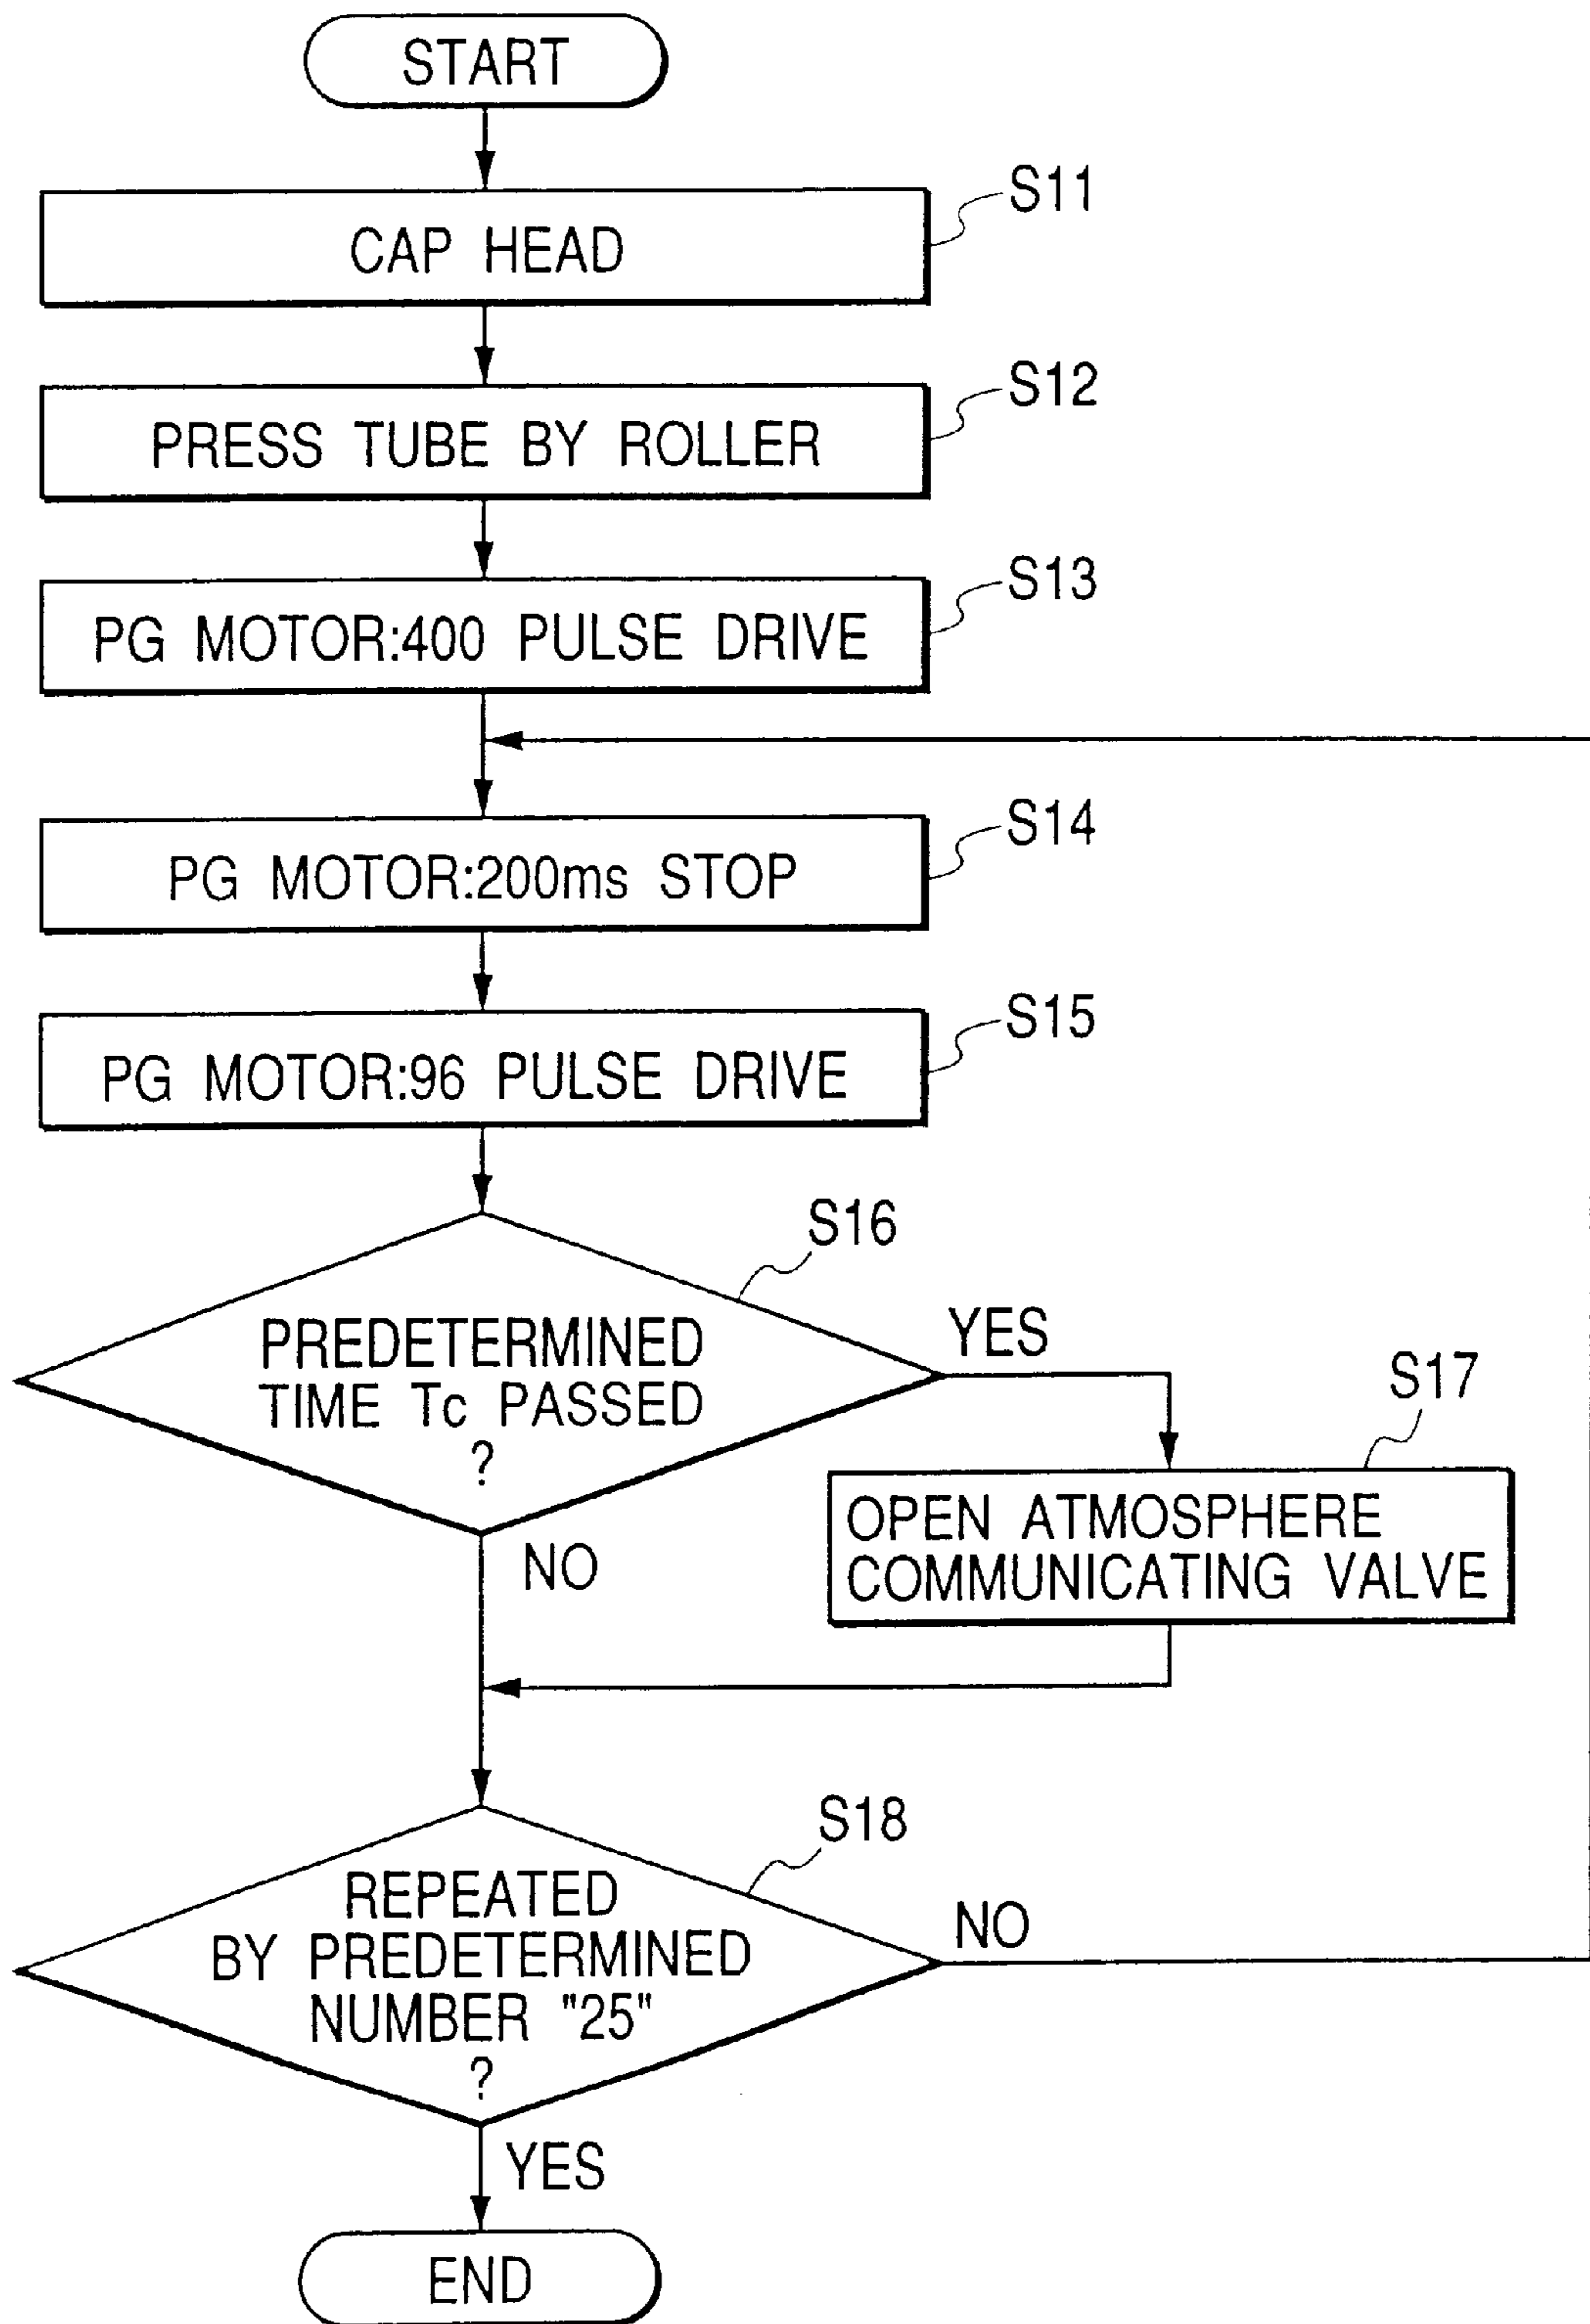 START
S11
CAP HEAD
S12
PRESS TUBE BY ROLLER
S13
PG MOTOR:400 PULSE DRIVE
S14
PG MOTOR:200ms STOP
S15
PG MOTOR:96 PULSE DRIVE
S16
PREDETERMINED
TIME Tc PASSED
?
YES
NO
S17
OPEN ATMOSPHERE
COMMUNICATING VALVE
S18
REPEATED
BY PREDETERMINED
NUMBER "25"
?
NO
YES
END